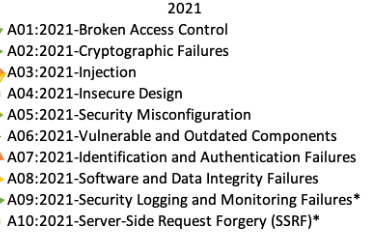 2021
A01:2021-Broken Access Control
A02:2021-Cryptographic Failures
A03:2021-Injection
A04:2021-Insecure Design
A05:2021-Security Misconfiguration
A06:2021-Vulnerable and Outdated Components
A07:2021-Identification and Authentication Failures
A08:2021-Software and Data Integrity Failures
A09:2021-Security Logging and Monitoring Failures*
A10:2021-Server-Side Request Forgery (SSRF)*